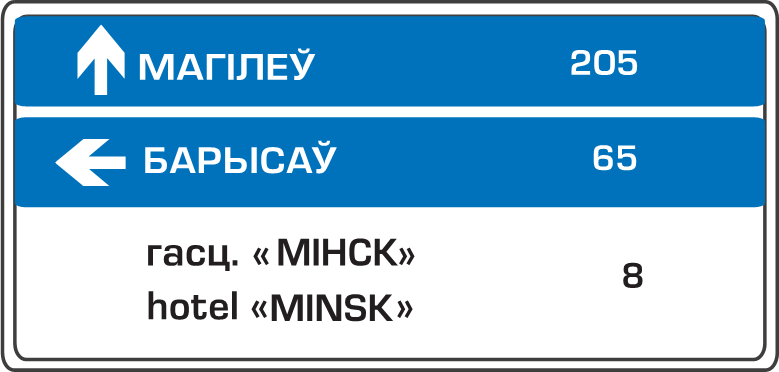 МАГІЛЕЎ 205
БАРЫСАЎ 65
гасц. «МІНСК» 8
hotel «MINSK»